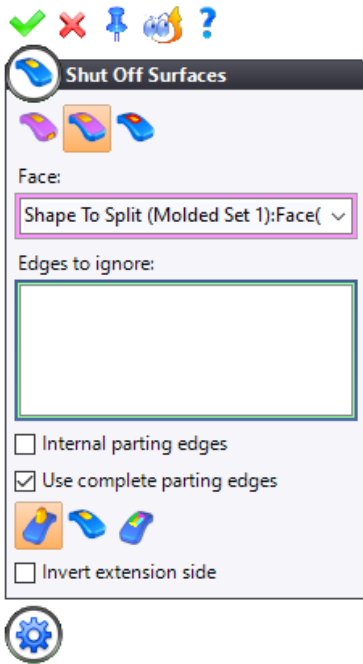 ?
Shut Off Surfaces
Face:
Shape To Split (Molded Set 1):Face(
Edges to ignore:
Internal parting edges
Use complete parting edges
Invert extension side